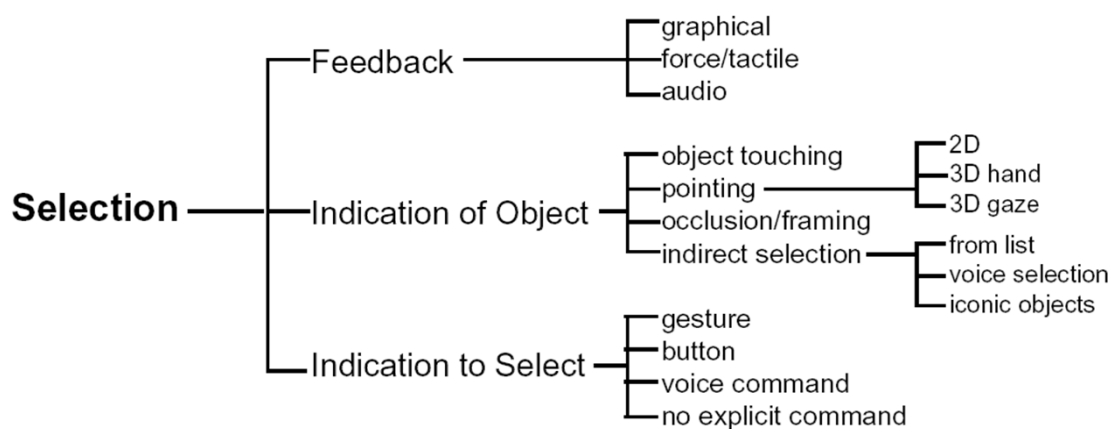 Selection
Feedback
graphical
force/tactile
audio
Indication of Object
object touching
pointing
2D
3D hand
3D gaze
occlusion/framing
indirect selection
from list
voice selection
iconic objects
Indication to Select
gesture
button
voice command
no explicit command